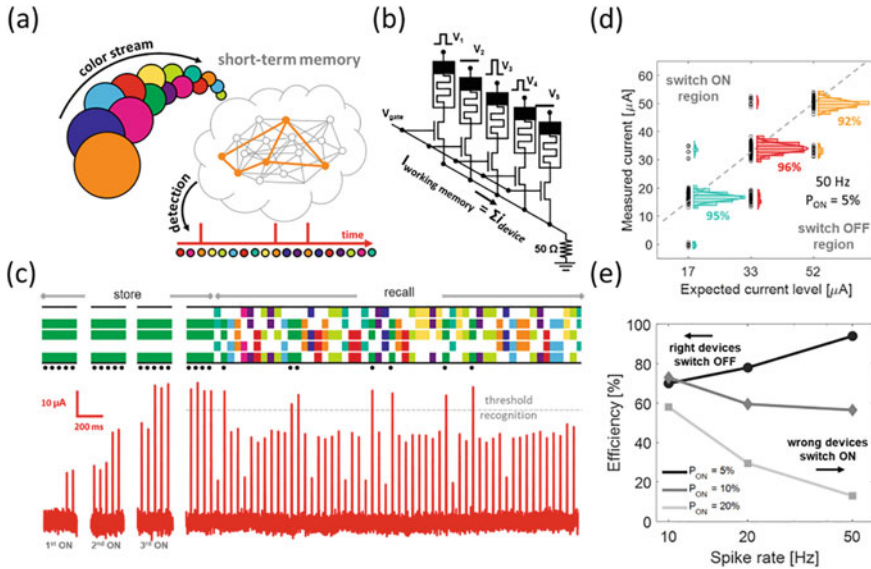 (a)
color stream
short-term memory
detection
time
(b)
V1
V2
V3
V4
V5
Vgate
Iworking memory = Σidevice
50 Ω
(c)
store
recall
10 μA
200 ms
threshold
recognition
1st ON
2nd ON
3rd ON
(d)
Measured current [μA]
60
50
40
30
20
10
0
switch ON
region
92%
96%
95%
50 Hz
PON = 5%
switch OFF
region
17
33
52
Expected current level [μA]
(e)
Efficiency [%]
100
80
60
40
20
0
right devices
switch OFF
wrong devices
switch ON
PON = 5%
PON = 10%
PON = 20%
10
20
50
Spike rate [Hz]